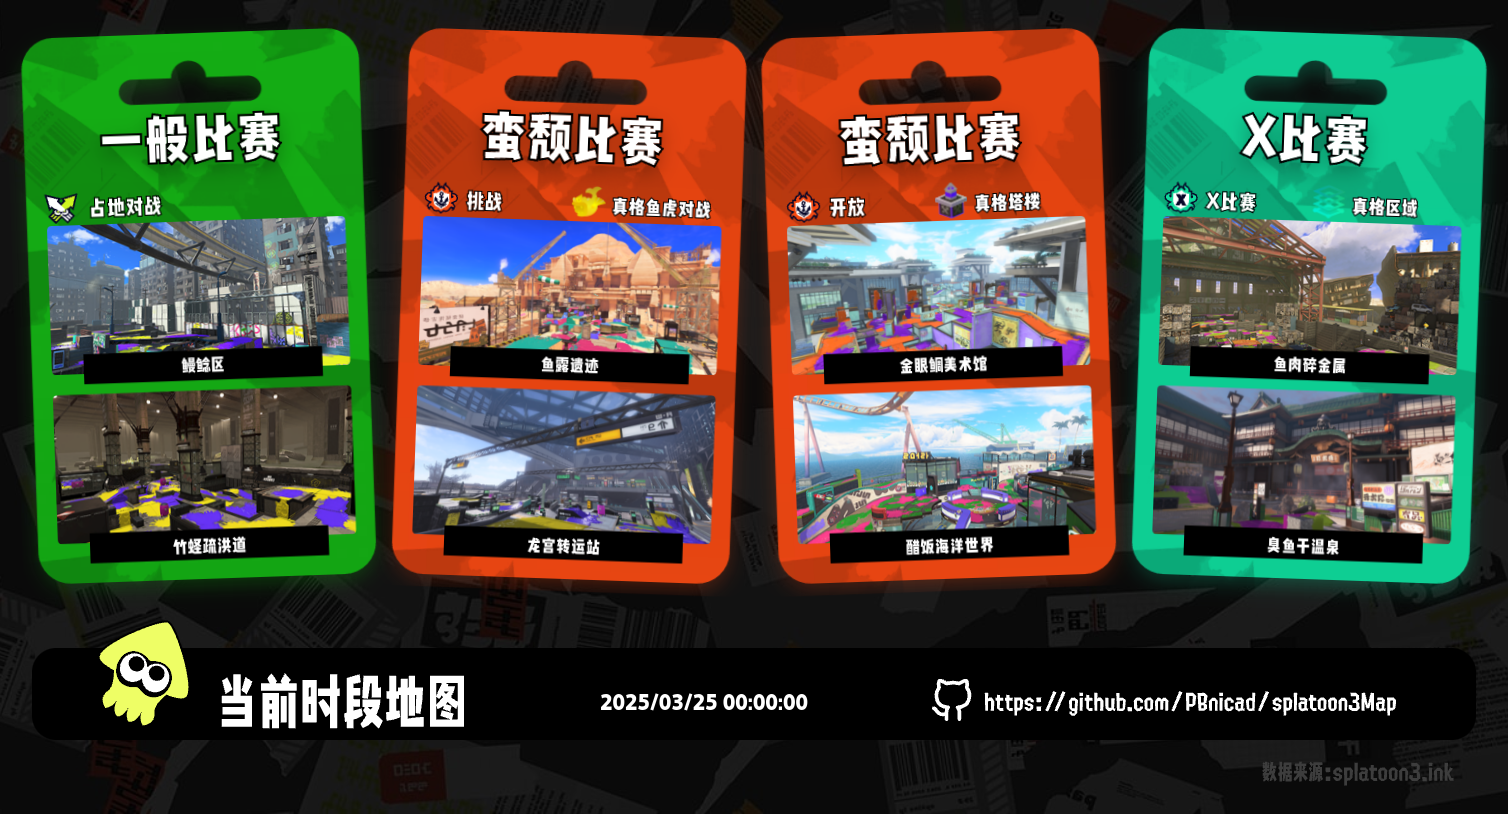 一般比赛
占地对战
鳗鲶区
竹蛏疏洪道
蛮颓比赛
挑战
真格鱼虎对战
鱼露遗迹
龙宫转运站
蛮颓比赛
开放
真格塔楼
金眼鲷美术馆
醋饭海洋世界
X比赛
X比赛
真格区域
鱼肉碎金属
臭鱼干温泉
当前时段地图
2025/03/25 00:00:00
https://github.com/PBnicad/splatoon3Map
数据来源:splatoon3.ink